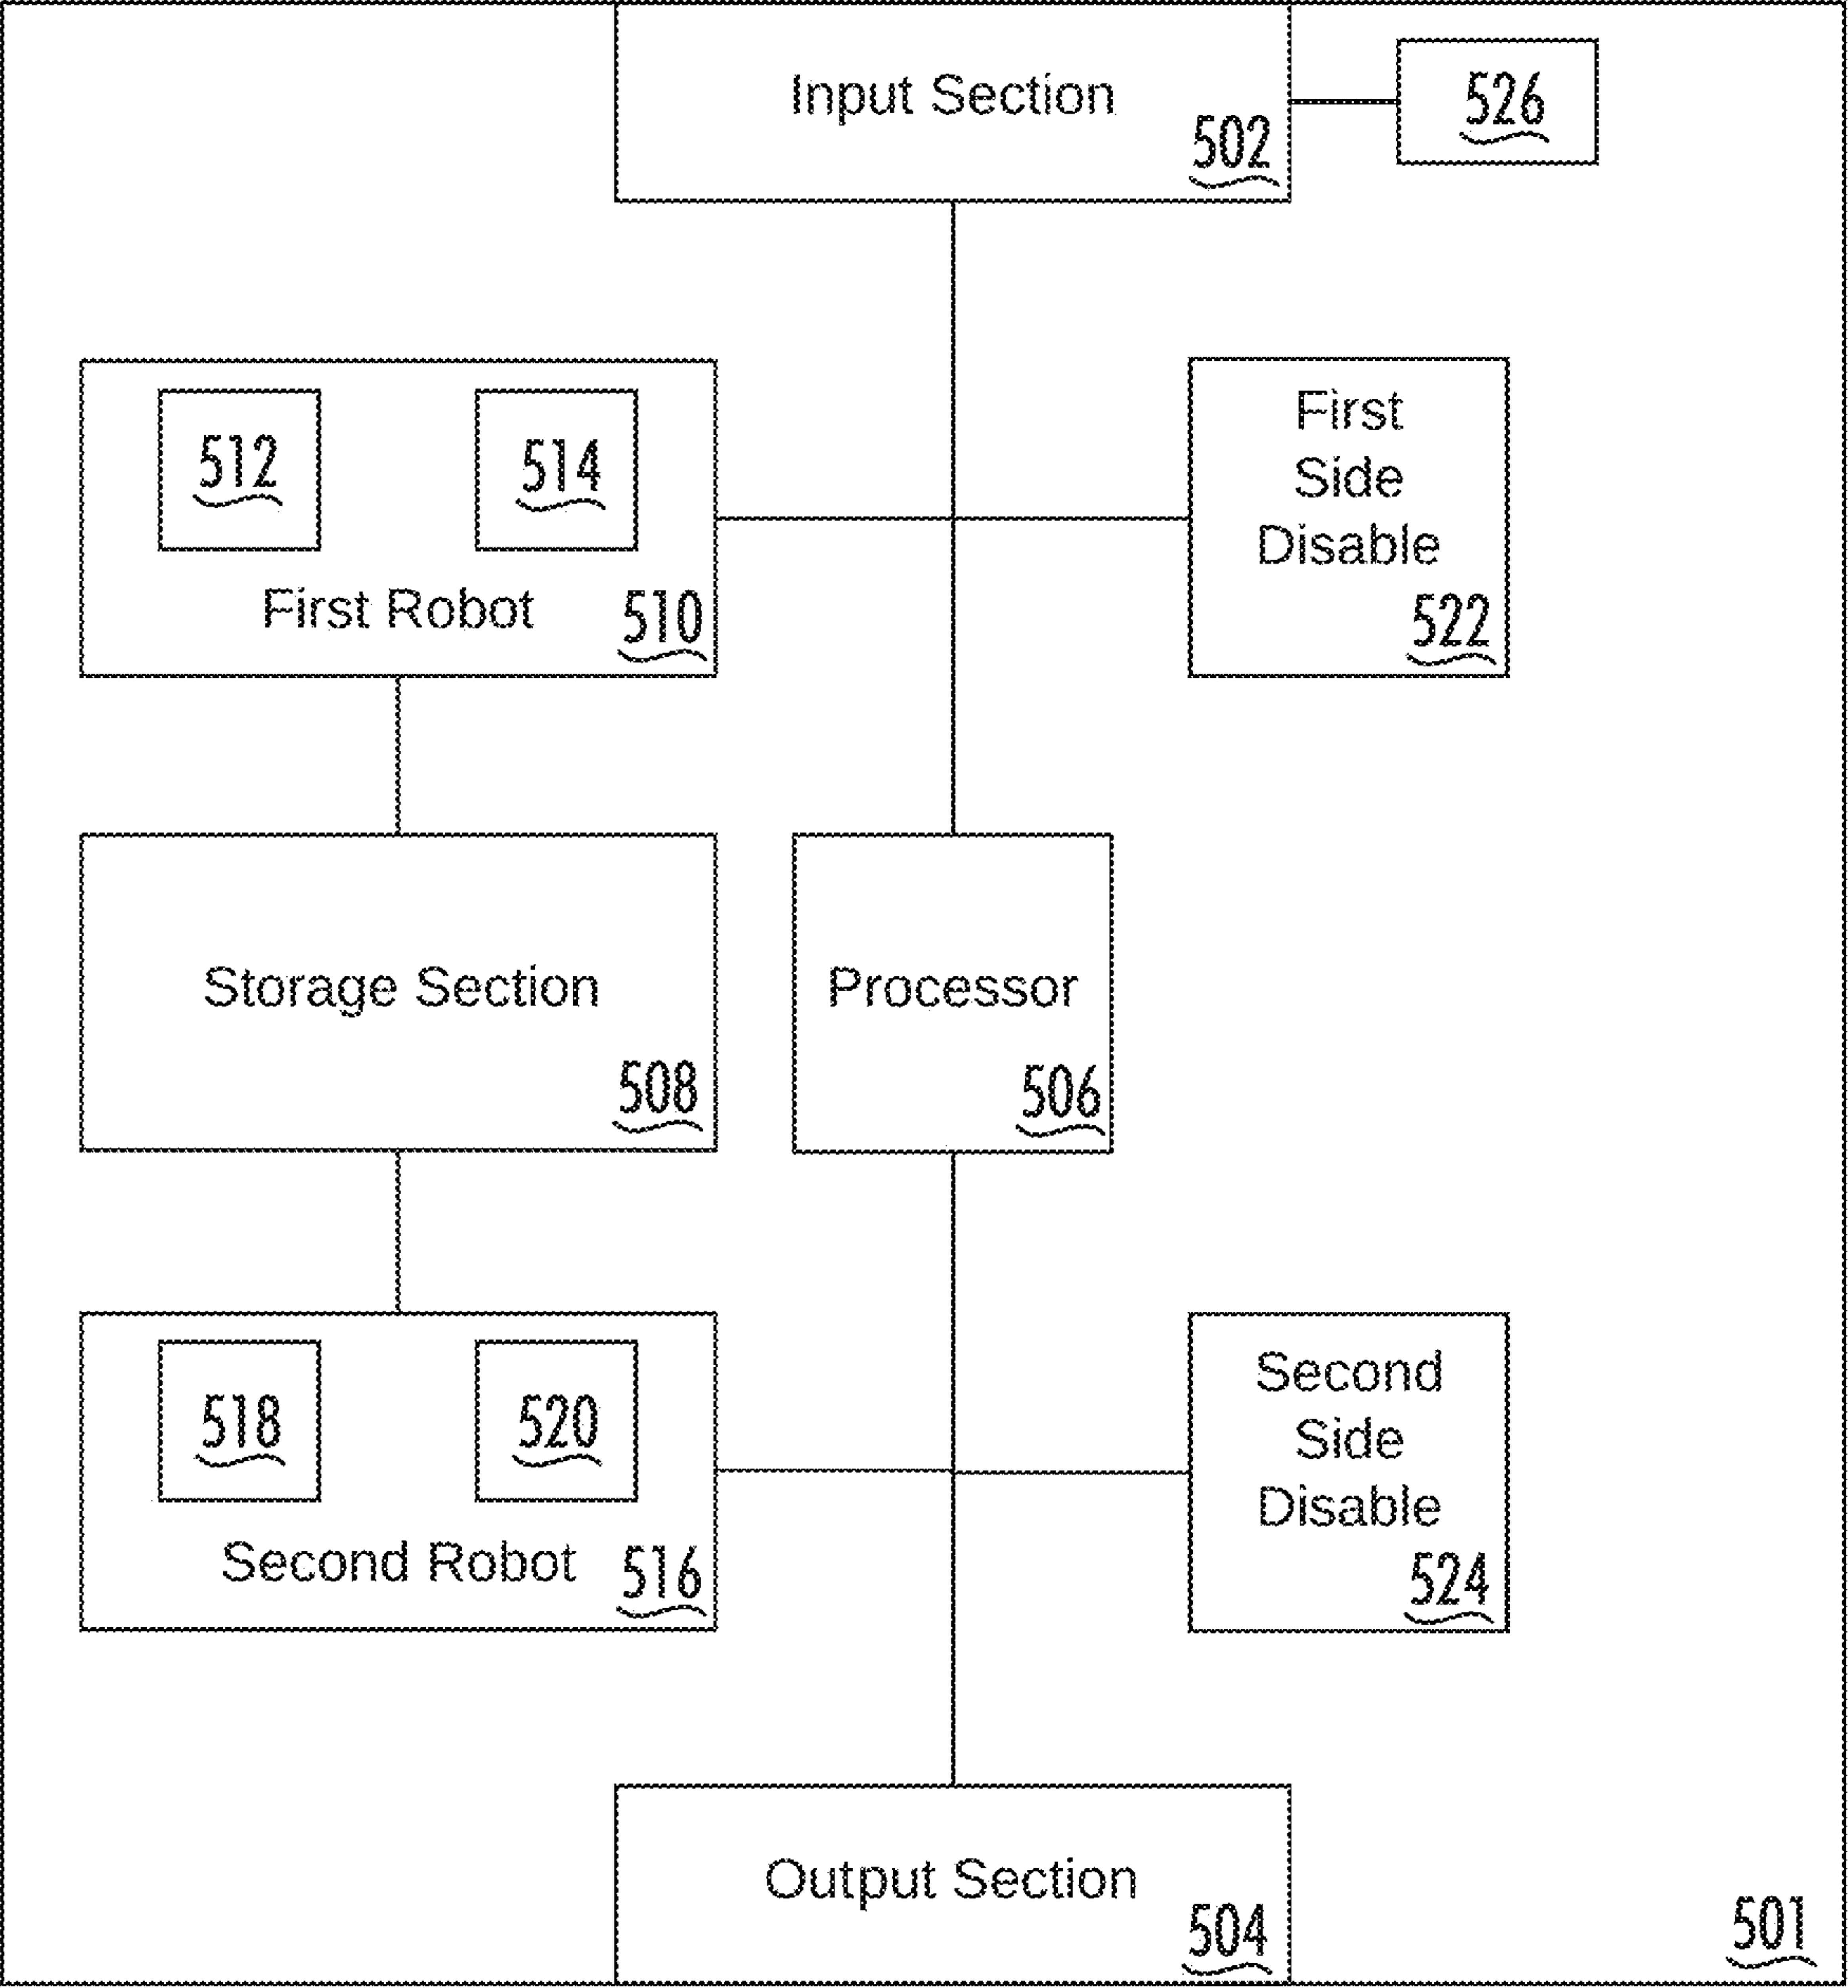 Input Section
502
526
512
514
First Robot
510
First
Side
Disable
522
Storage Section
508
Processor
506
518
520
Second Robot
516
Second
Side
Disable
524
Output Section
504
501